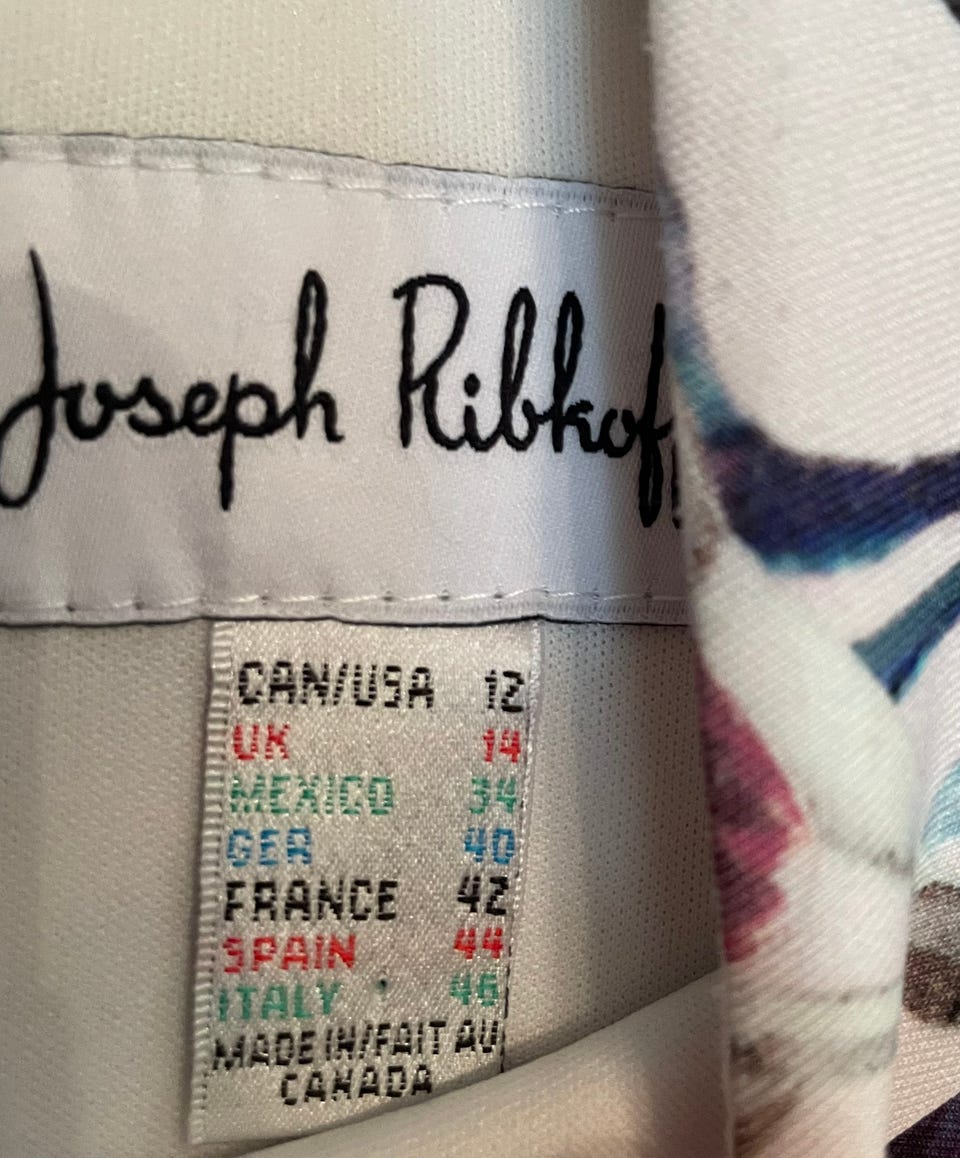 Joseph Ribkof
CAN/USA 12
UK 14
MEXICO 34
GER 40
FRANCE 42
SPAIN 44
ITALY 46
MADE IN/FAIT AU
CANADA